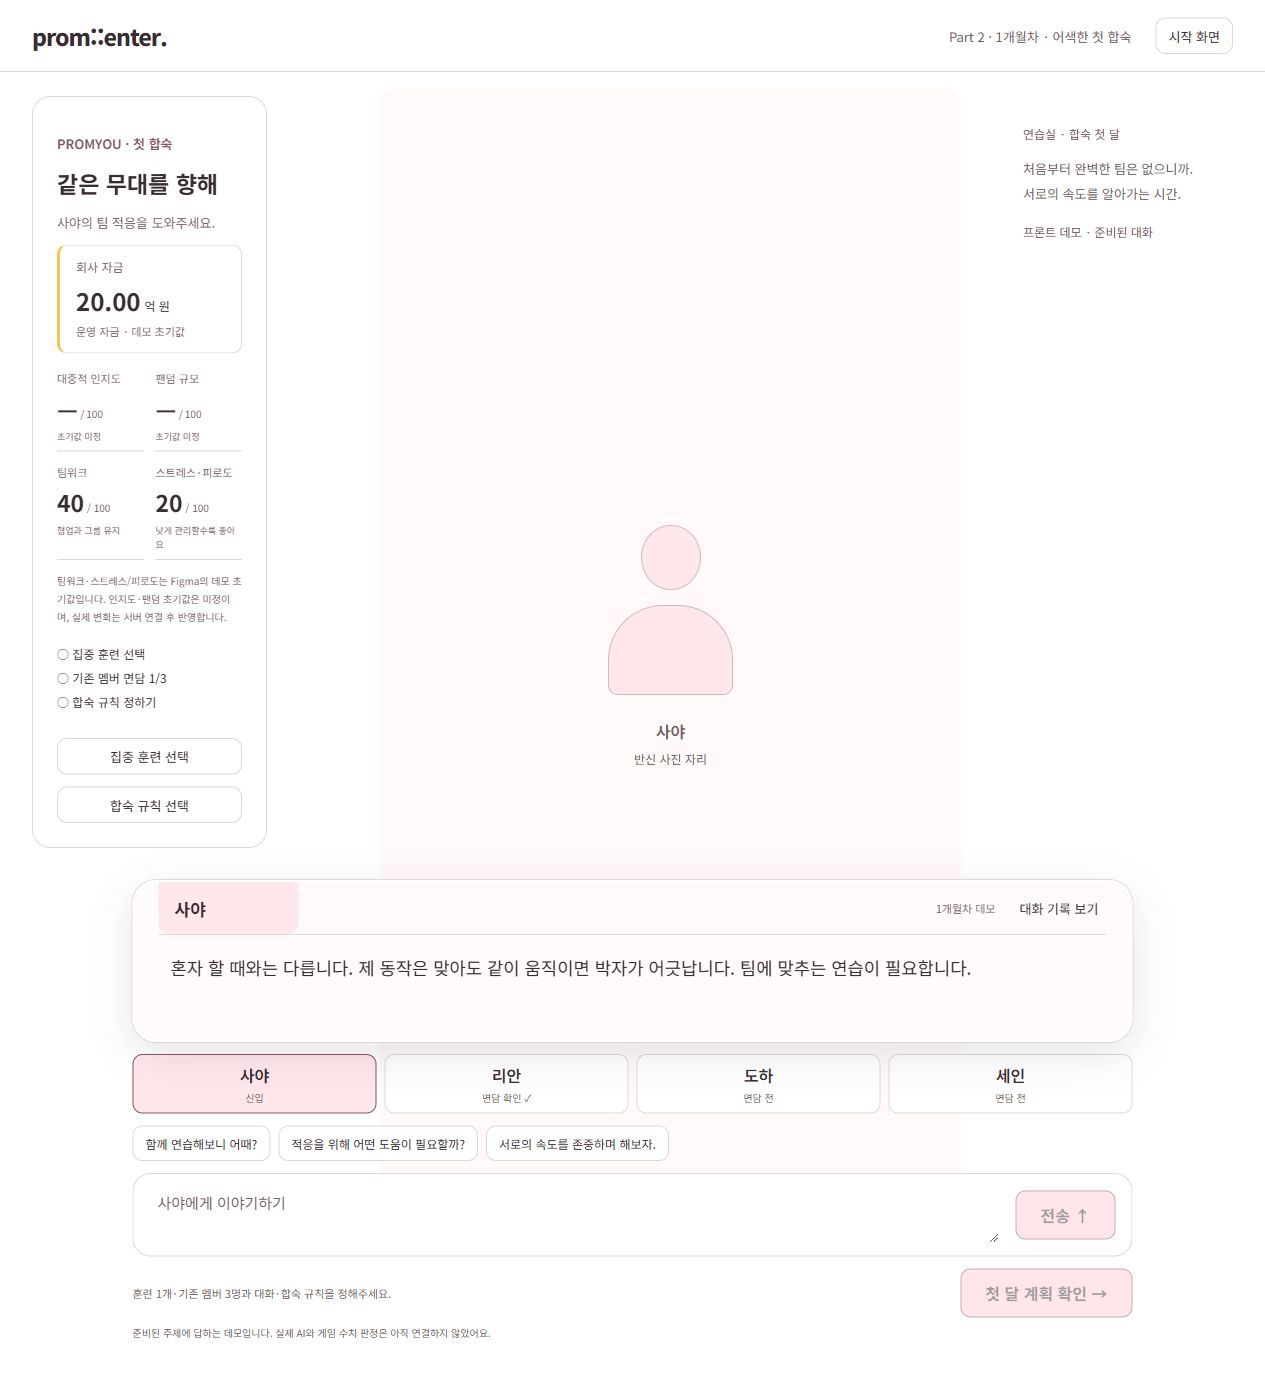 prom::enter.
Part 2 · 1개월차 · 어색한 첫 합숙
시작 화면
PROMYOU · 첫 합숙
같은 무대를 향해
사야의 팀 적응을 도와주세요.
회사 자금
20.00 억 원
운영 자금 · 데모 초기값
대중적 인지도
— / 100
초기값 미정
팬덤 규모
— / 100
초기값 미정
팀워크
40 / 100
협업과 그룹 유지
스트레스·피로도
20 / 100
낮게 관리할수록 좋아
요
팀워크·스트레스/피로도는 Figma의 데모 초
기값입니다. 인지도·팬덤 초기값은 미정이
며, 실제 변화는 서버 연결 후 반영합니다.
○ 집중 훈련 선택
○ 기존 멤버 면담 1/3
○ 합숙 규칙 정하기
집중 훈련 선택
합숙 규칙 선택
사야
반신 사진 자리
연습실 · 합숙 첫 달
처음부터 완벽한 팀은 없으니까.
서로의 속도를 알아가는 시간.
프론트 데모 · 준비된 대화
사야
1개월차 데모
대화 기록 보기
혼자 할 때와는 다릅니다. 제 동작은 맞아도 같이 움직이면 박자가 어긋납니다. 팀에 맞추는 연습이 필요합니다.
사야
신입
리안
면담 확인 ✓
도하
면담 전
세인
면담 전
함께 연습해보니 어때?
적응을 위해 어떤 도움이 필요할까?
서로의 속도를 존중하며 해보자.
사야에게 이야기하기
전송 ↑
훈련 1개·기존 멤버 3명과 대화·합숙 규칙을 정해주세요.
첫 달 계획 확인 →
준비된 주제에 답하는 데모입니다. 실제 AI와 게임 수치 판정은 아직 연결하지 않았어요.